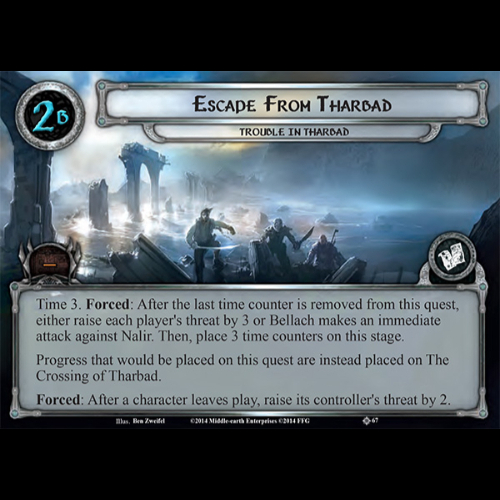 2B
Escape From Tharbad
Trouble in Tharbad
Time 3. Forced: After the last time counter is removed from this quest,
either raise each player's threat by 3 or Bellach makes an immediate
attack against Nalir. Then, place 3 time counters on this stage.
Progress that would be placed on this quest are instead placed on The
Crossing of Tharbad.
Forced: After a character leaves play, raise its controller's threat by 2.
Illus. Ben Zweifel ©2014 Middle-earth Enterprises ©2014 FFG 67